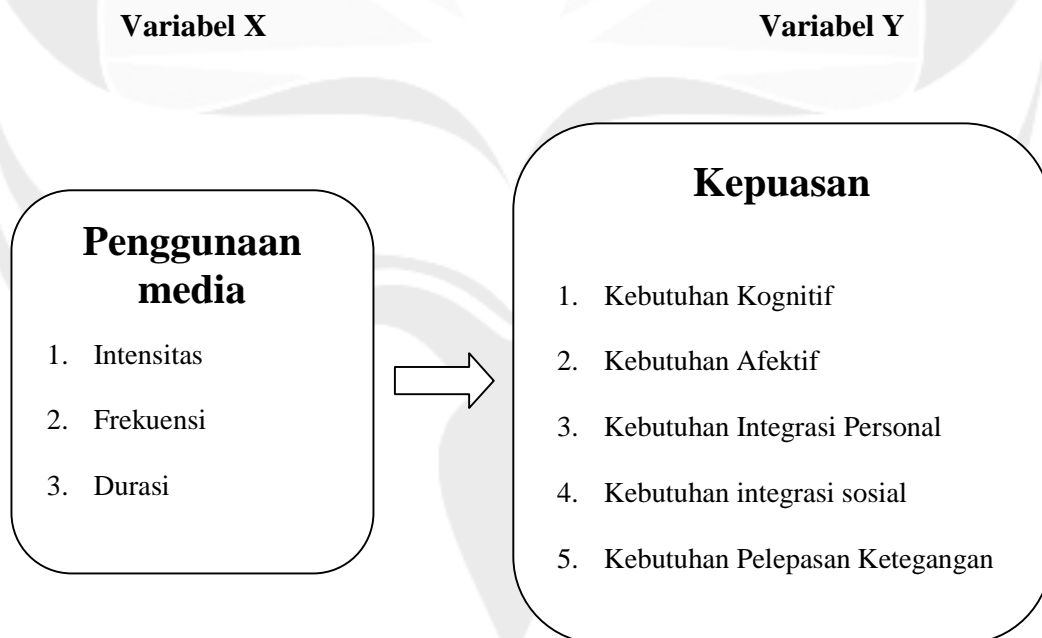 Variabel X
Variabel Y
Penggunaan
media
1. Intensitas
2. Frekuensi
3. Durasi
Kepuasan
1. Kebutuhan Kognitif
2. Kebutuhan Afektif
3. Kebutuhan Integrasi Personal
4. Kebutuhan integrasi sosial
5. Kebutuhan Pelepasan Ketegangan